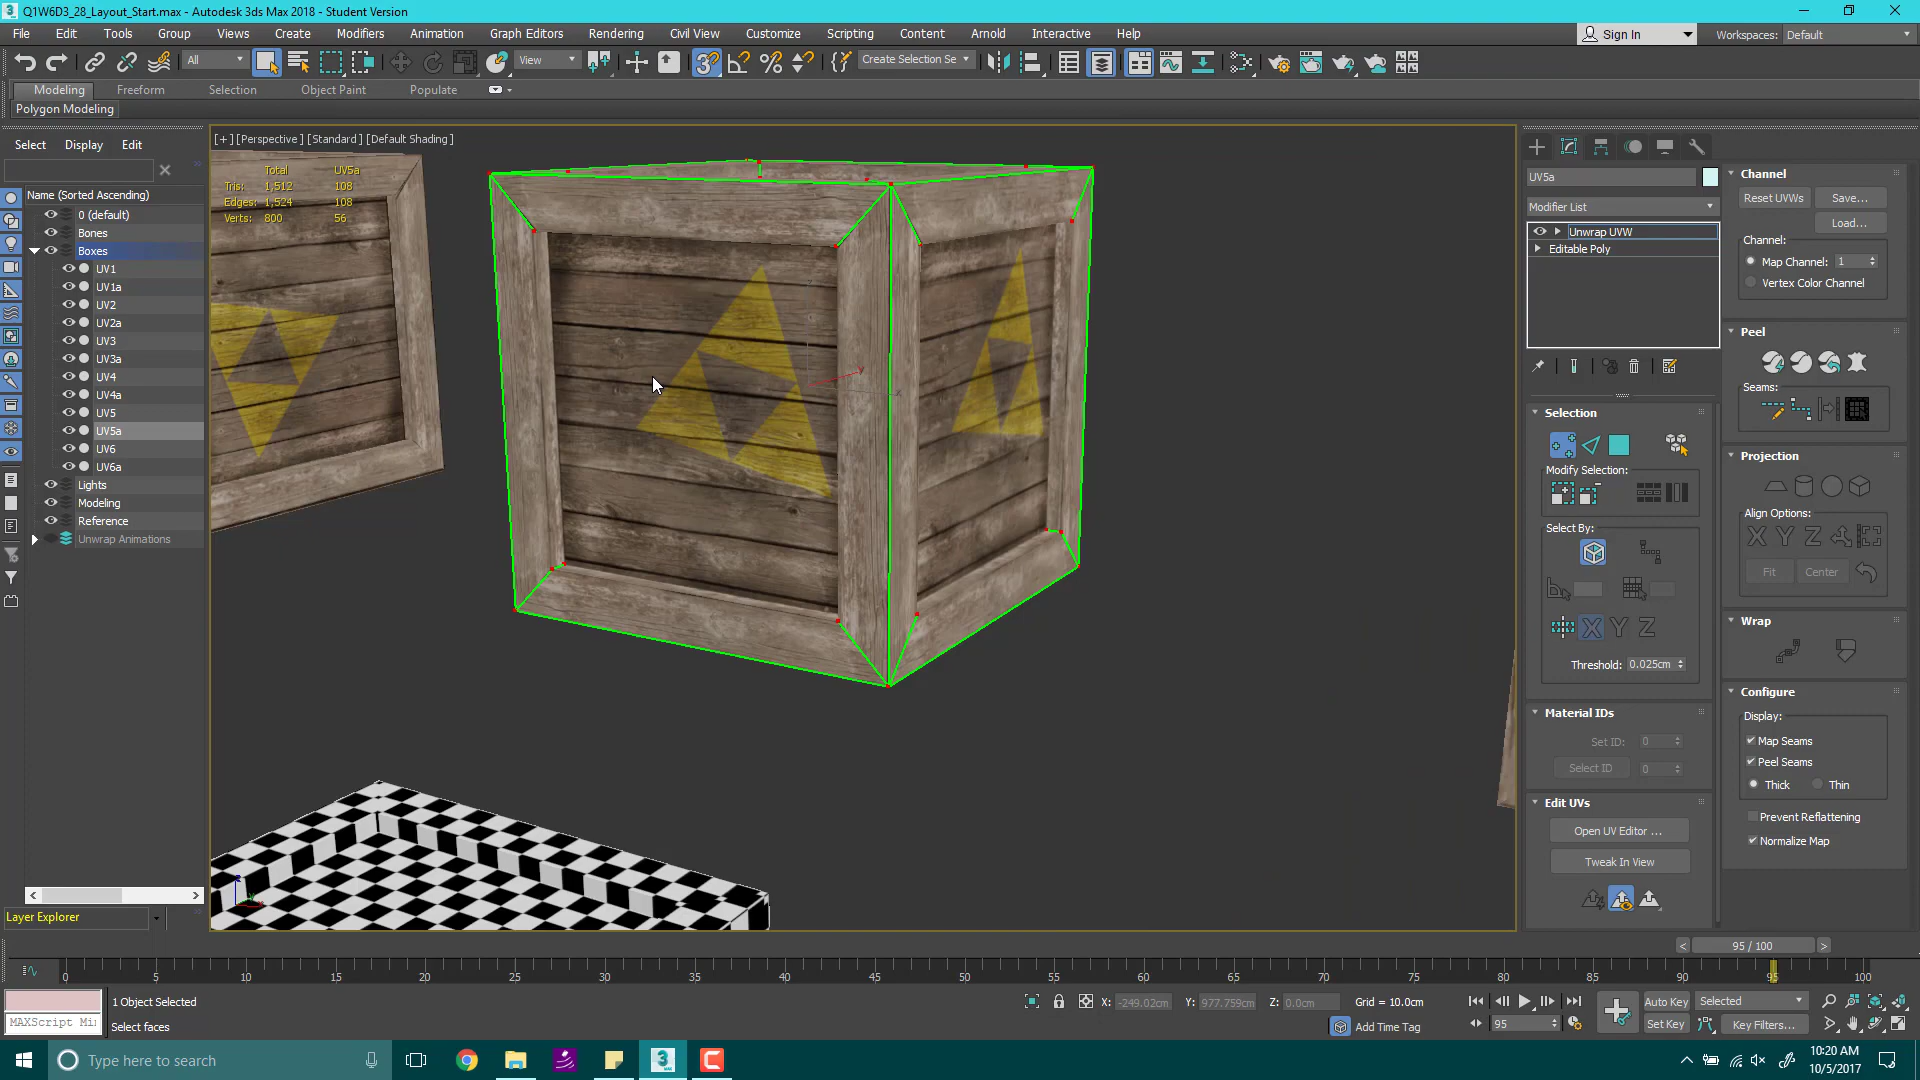 Q1W6D3_28_Layout_Start.max - Autodesk 3ds Max 2018 - Student Version
File Edit Tools Group Views Create Modifiers Animation Graph Editors Rendering Civil View Customize Scripting Content Arnold Interactive Help
Sign In Workspaces: Default
All View Create Selection Se
Modeling Freeform Selection Object Paint Populate
Polygon Modeling
Select Display Edit
Name (Sorted Ascending)
0 (default)
Bones
Boxes
UV1
UV1a
UV2
UV2a
UV3
UV3a
UV4
UV4a
UV5
UV5a
UV6
UV6a
Lights
Modeling
Reference
Unwrap Animations
Layer Explorer
[+] [Perspective ] [Standard ] [Default Shading ]
Total UV5a
Tris: 1,512 108
Edges: 1,524 108
Verts: 800 56
UV5a
Modifier List
Unwrap UVW
Editable Poly
Selection
Modify Selection:
Select By:
X Y Z
Threshold: 0.025cm
Material IDs
Set ID: 0
Select ID 0
Edit UVs
Open UV Editor ...
Tweak In View
Channel
Reset UVWs Save...
Load...
Channel:
Map Channel: 1
Vertex Color Channel
Peel
Seams:
Projection
Align Options:
X Y Z
Fit Center
Wrap
Configure
Display:
Map Seams
Peel Seams
Thick Thin
Prevent Reflattening
Normalize Map
< 95 / 100 >
0 5 10 15 20 25 30 35 40 45 50 55 60 65 70 75 80 85 90 95 100
1 Object Selected
X: -249.02cm Y: 977.759cm Z: 0.0cm Grid = 10.0cm
Auto Key Selected
MAXScript Mi
Select faces
Add Time Tag
95
Set Key Key Filters...
Type here to search
10:20 AM
10/5/2017